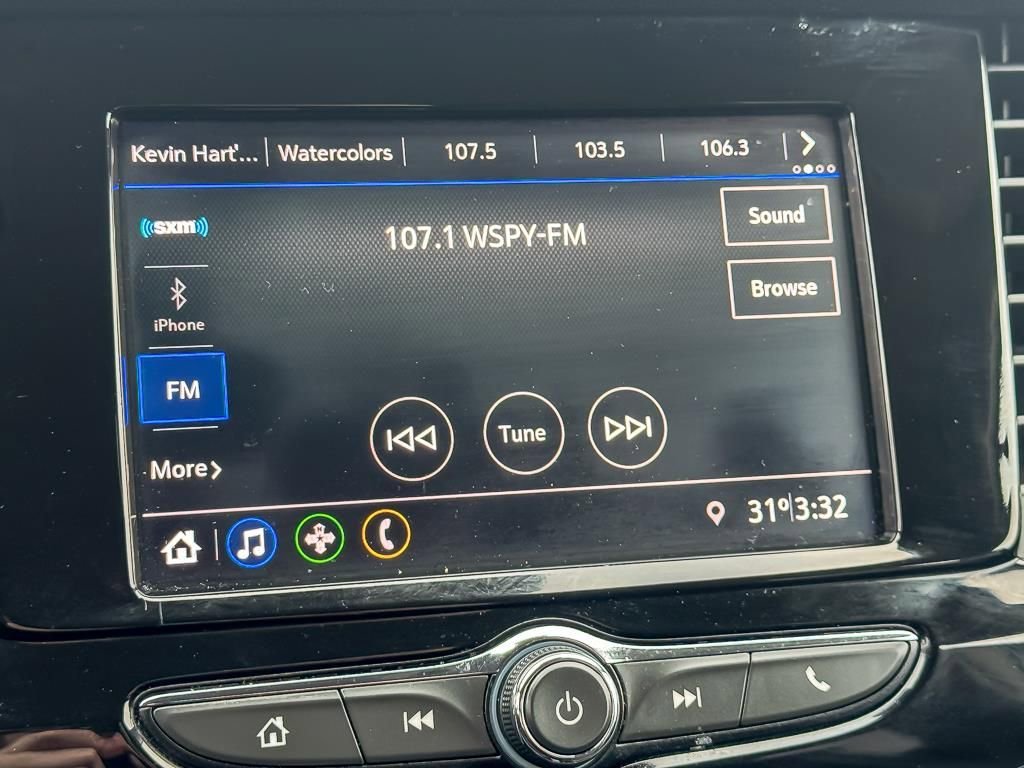 Kevin Hart'... Watercolors 107.5 103.5 106.3
sxm
107.1 WSPY-FM
Sound
Browse
iPhone
FM
Tune
More
31° 3:32